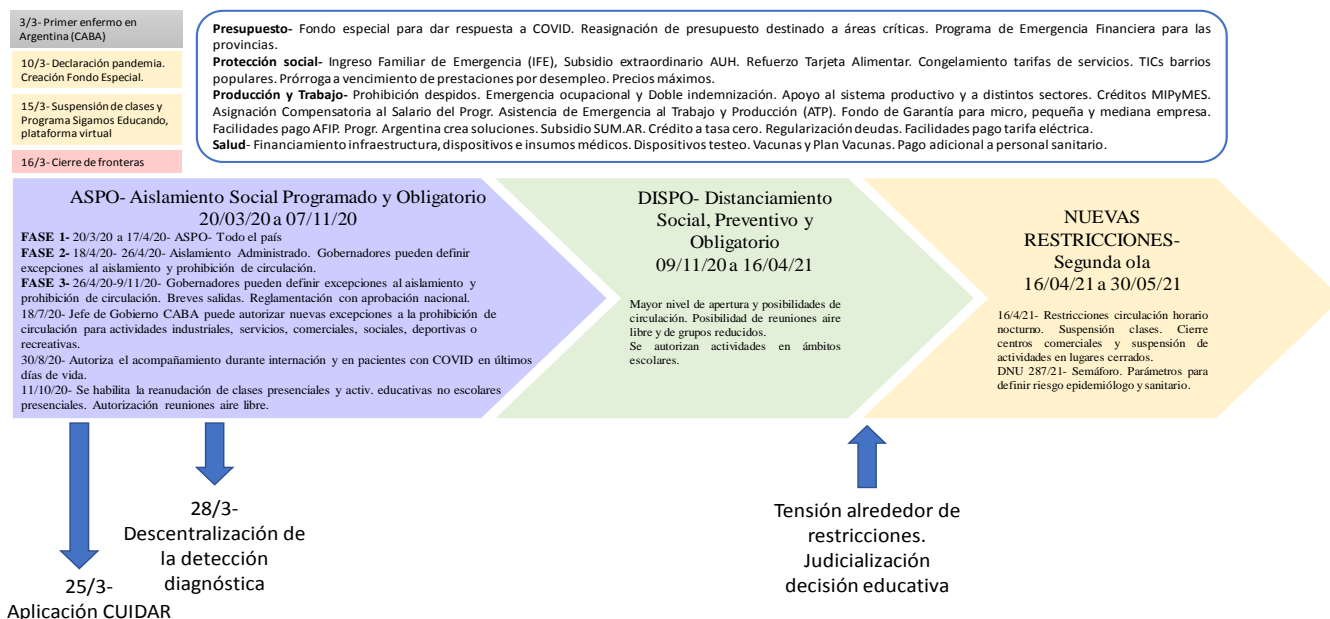 3/3- Primer enfermo en
Argentina (CABA)
10/3- Declaración pandemia.
Creación Fondo Especial.
15/3- Suspensión de clases y
Programa Sigamos Educando,
plataforma virtual
16/3- Cierre de fronteras
Presupuesto- Fondo especial para dar respuesta a COVID. Reasignación de presupuesto destinado a áreas críticas. Programa de Emergencia Financiera para las
provincias.
Protección social- Ingreso Familiar de Emergencia (IFE), Subsidio extraordinario AUH. Refuerzo Tarjeta Alimentar. Congelamiento tarifas de servicios. TICs barrios
populares. Prórroga a vencimiento de prestaciones por desempleo. Precios máximos.
Producción y Trabajo- Prohibición despidos. Emergencia ocupacional y Doble indemnización. Apoyo al sistema productivo y a distintos sectores. Créditos MIPyMES.
Asignación Compensatoria al Salario del Progr. Asistencia de Emergencia al Trabajo y Producción (ATP). Fondo de Garantía para micro, pequeña y mediana empresa.
Facilidades pago AFIP. Progr. Argentina crea soluciones. Subsidio SUM.AR. Crédito a tasa cero. Regularización deudas. Facilidades pago tarifa eléctrica.
Salud- Financiamiento infraestructura, dispositivos e insumos médicos. Dispositivos testeo. Vacunas y Plan Vacunas. Pago adicional a personal sanitario.
ASPO- Aislamiento Social Programado y Obligatorio
20/03/20 a 07/11/20
FASE 1- 20/3/20 a 17/4/20- ASPO- Todo el país
FASE 2- 18/4/20- 26/4/20- Aislamiento Administrado. Gobernadores pueden definir
excepciones al aislamiento y prohibición de circulación.
FASE 3- 26/4/20-9/11/20- Gobernadores pueden definir excepciones al aislamiento y
prohibición de circulación. Breves salidas. Reglamentación con aprobación nacional.
18/7/20- Jefe de Gobierno CABA puede autorizar nuevas excepciones a la prohibición de
circulación para actividades industriales, servicios, comerciales, sociales, deportivas o
recreativas.
30/8/20- Autoriza el acompañamiento durante internación y en pacientes con COVID en últimos
días de vida.
11/10/20- Se habilita la reanudación de clases presenciales y activ. educativas no escolares
presenciales. Autorización reuniones aire libre.
DISPO- Distanciamiento
Social, Preventivo y
Obligatorio
09/11/20 a 16/04/21
Mayor nivel de apertura y posibilidades de
circulación. Posibilidad de reuniones aire
libre y de grupos reducidos.
Se autorizan actividades en ámbitos
escolares.
NUEVAS
RESTRICCIONES-
Segunda ola
16/04/21 a 30/05/21
16/4/21- Restricciones circulación horario
nocturno. Suspensión clases. Cierre
centros comerciales y suspensión de
actividades en lugares cerrados.
DNU 287/21- Semáforo. Parámetros para
definir riesgo epidemiólogo y sanitario.
28/3-
Descentralización de
la detección
diagnóstica
25/3-
Aplicación CUIDAR
Tensión alrededor de
restricciones.
Judicialización
decisión educativa